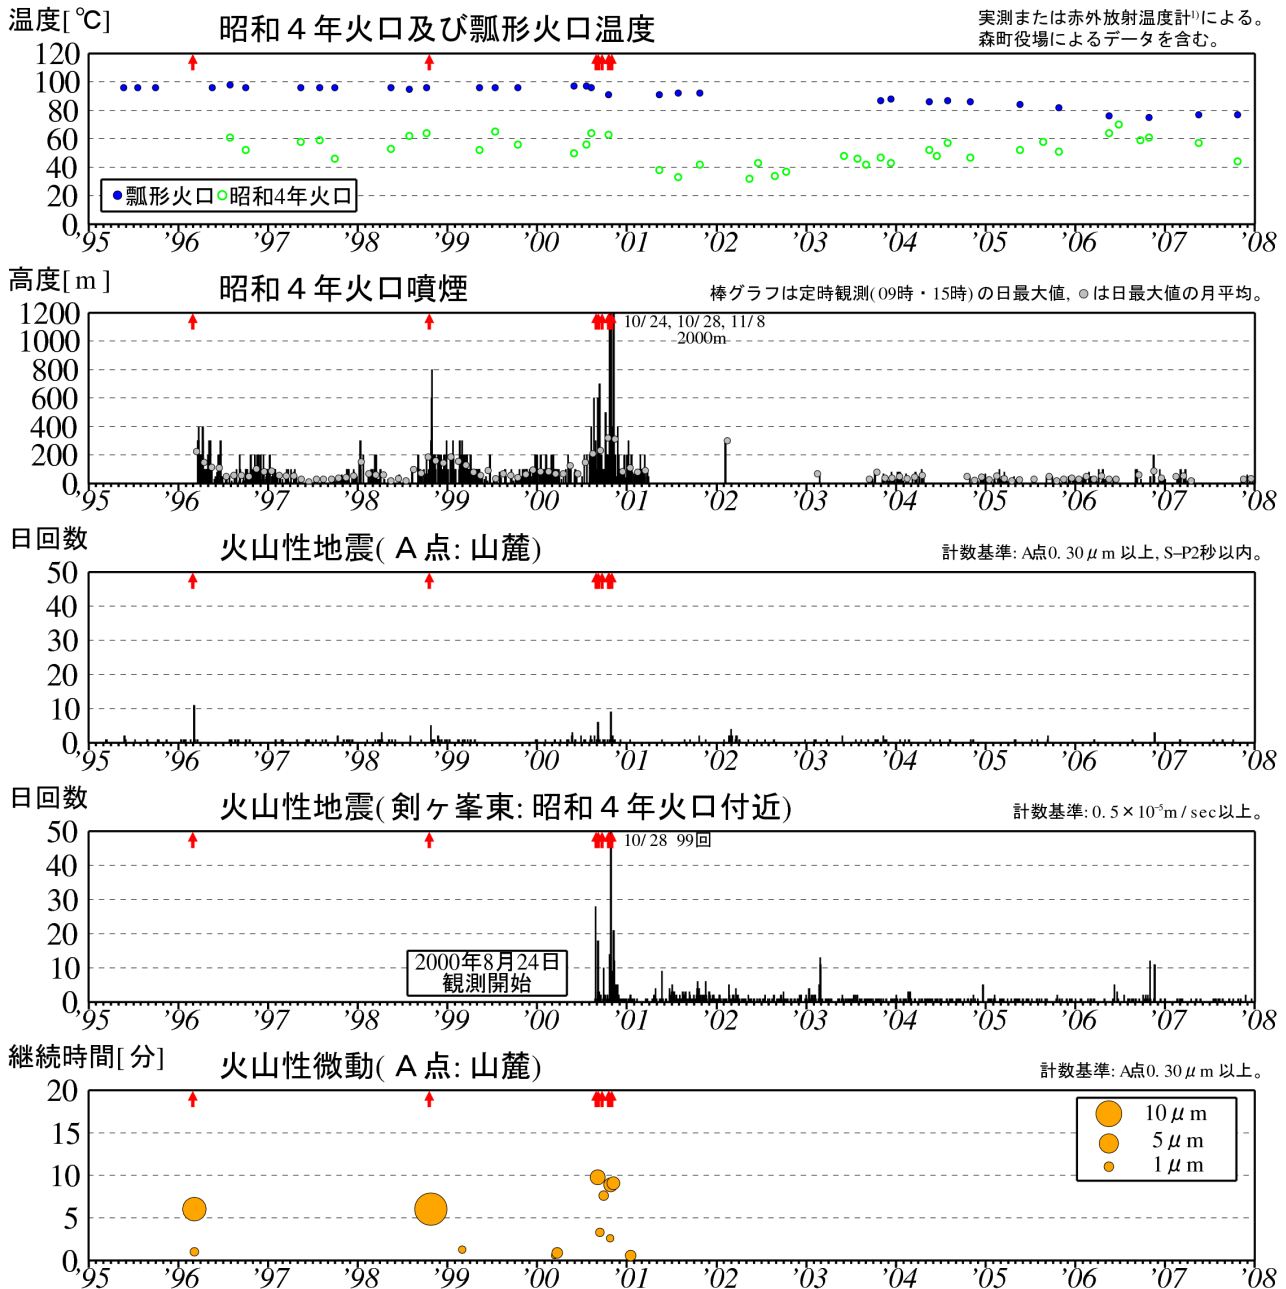 温度[℃]
昭和４年火口及び瓢形火口温度
実測または赤外放射温度計¹⁾による。
森町役場によるデータを含む。
120
100
80
60
40
20
0
瓢形火口 昭和4年火口
'95 '96 '97 '98 '99 '00 '01 '02 '03 '04 '05 '06 '07 '08
高度[m]
昭和４年火口噴煙
棒グラフは定時観測(09時・15時)の日最大値, は日最大値の月平均。
1200
1000
800
600
400
200
0
10/24, 10/28, 11/8
2000m
'95 '96 '97 '98 '99 '00 '01 '02 '03 '04 '05 '06 '07 '08
日回数
火山性地震(Ａ点:山麓)
計数基準:A点0.30μm以上, S-P2秒以内。
50
40
30
20
10
0
'95 '96 '97 '98 '99 '00 '01 '02 '03 '04 '05 '06 '07 '08
日回数
火山性地震(剣ヶ峯東:昭和４年火口付近)
計数基準:0.5×10⁻⁵m/sec以上。
50
40
30
20
10
0
10/28 99回
2000年8月24日
観測開始
'95 '96 '97 '98 '99 '00 '01 '02 '03 '04 '05 '06 '07 '08
継続時間[分]
火山性微動(Ａ点:山麓)
計数基準:A点0.30μm以上。
20
15
10
5
0
10μm
5μm
1μm
'95 '96 '97 '98 '99 '00 '01 '02 '03 '04 '05 '06 '07 '08